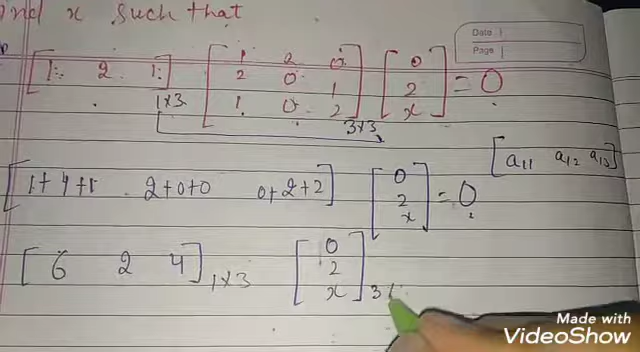 ind x such that
Date
Page
[1 2 1] 1×3 [1 2 0 [0
2 0 1 2
1 0 2] 3×3 x] = 0
[1+4+1 2+0+0 0+2+2] [0 2 x] = 0 [a11 a12 a13]
[6 2 4] 1×3 [0 2 x] 3×
Made with
VideoShow